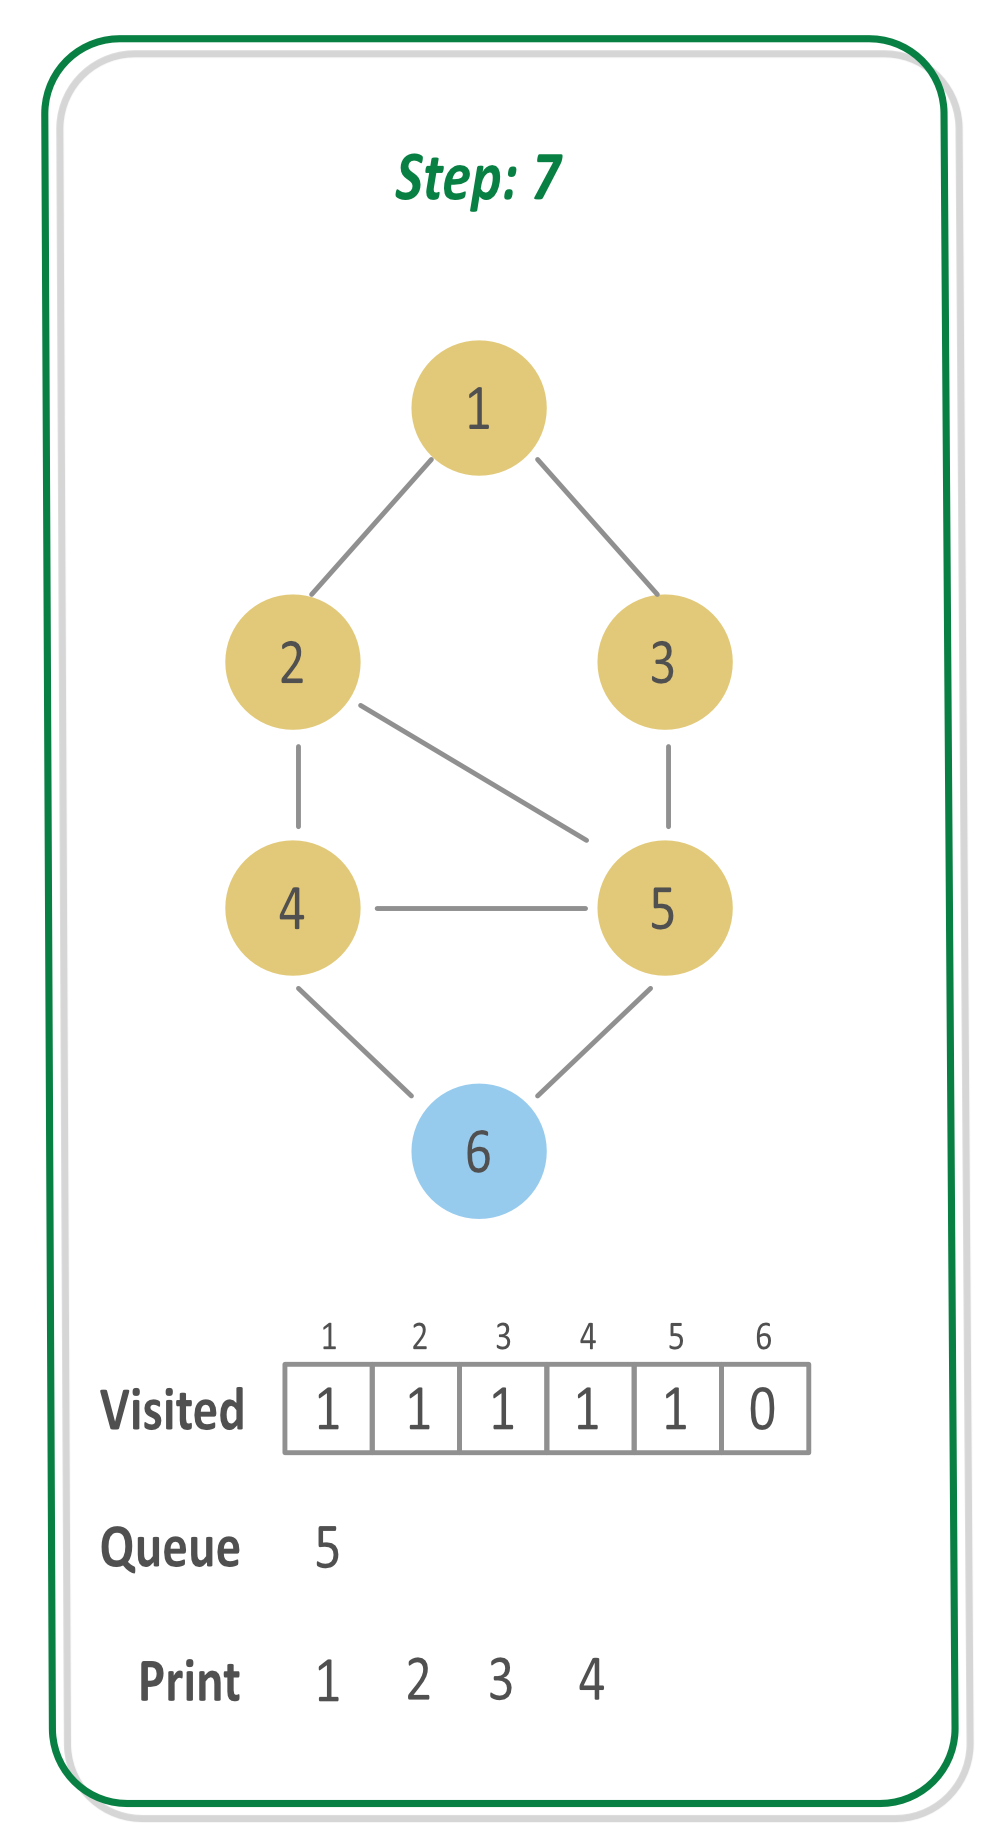 Step: 7
1
2 3
4 5
6
1 2 3 4 5 6
Visited 1 1 1 1 1 0
Queue 5
Print 1 2 3 4